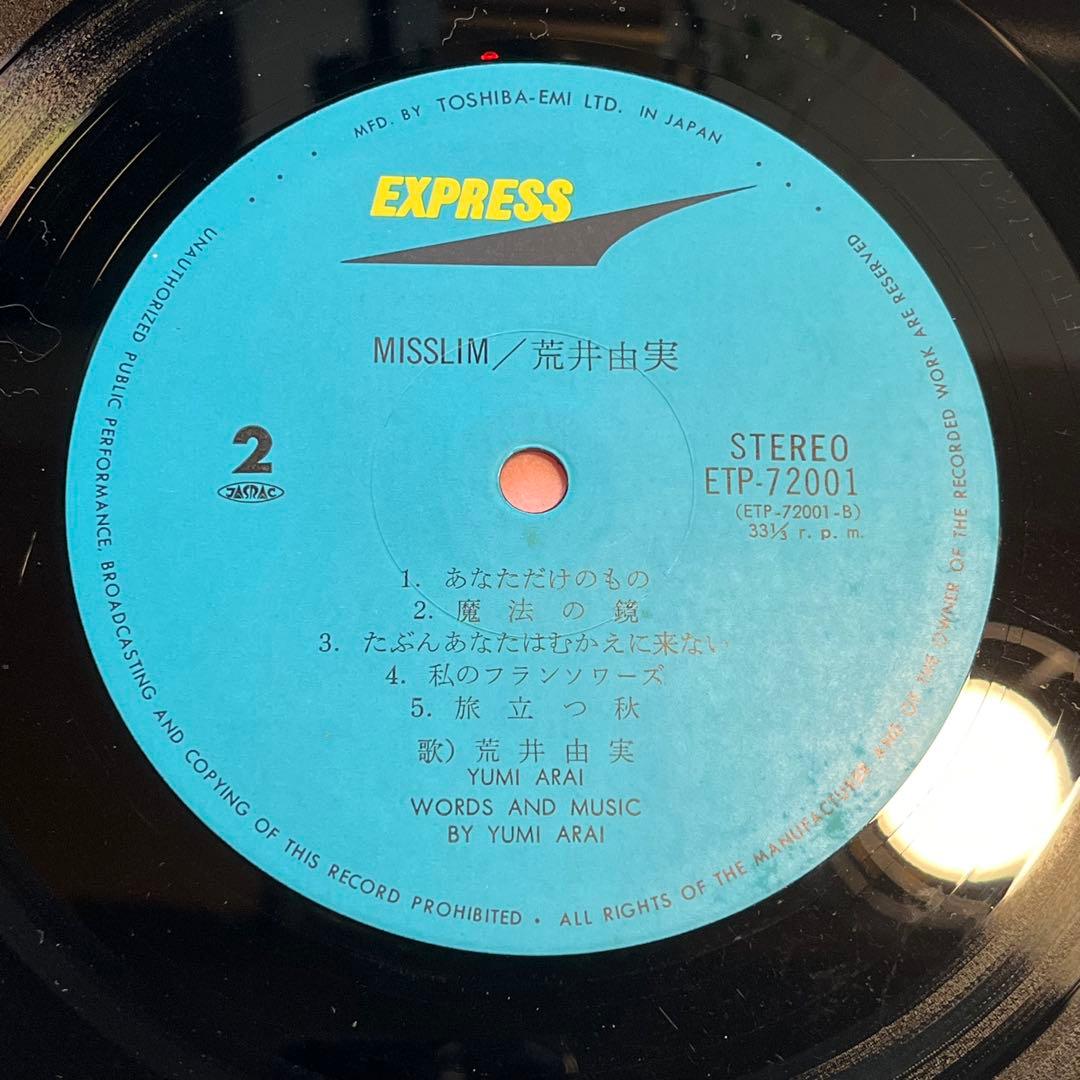 MFD. BY TOSHIBA-EMI LTD. IN JAPAN
EXPRESS
MISSLIM/荒井由実
2
JASRAC
STEREO
ETP-72001
(ETP-72001-B)
33⅓ r.p.m.
1. あなただけのもの
2. 魔法の鏡
3. たぶんあなたはむかえに来ない
4. 私のフランソワーズ
5. 旅立つ秋
歌) 荒井由実
YUMI ARAI
WORDS AND MUSIC
BY YUMI ARAI
UNAUTHORIZED PUBLIC PERFORMANCE, BROADCASTING AND COPYING OF THIS RECORD PROHIBITED • ALL RIGHTS OF THE MANUFACTURER AND OF THE OWNER OF THE RECORDED WORK ARE RESERVED